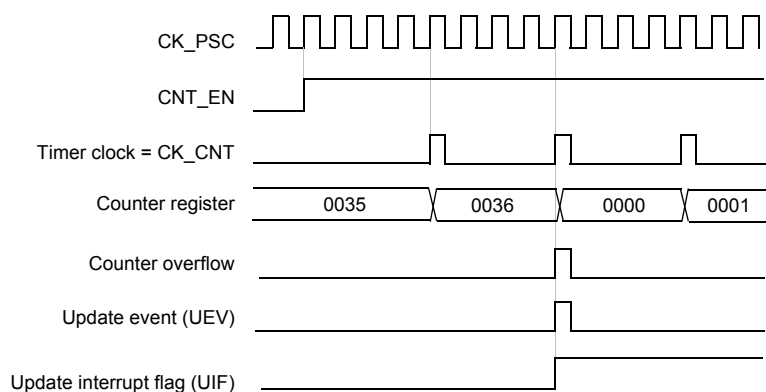 CK_PSC
CNT_EN
Timer clock = CK_CNT
Counter register
0035
0036
0000
0001
Counter overflow
Update event (UEV)
Update interrupt flag (UIF)